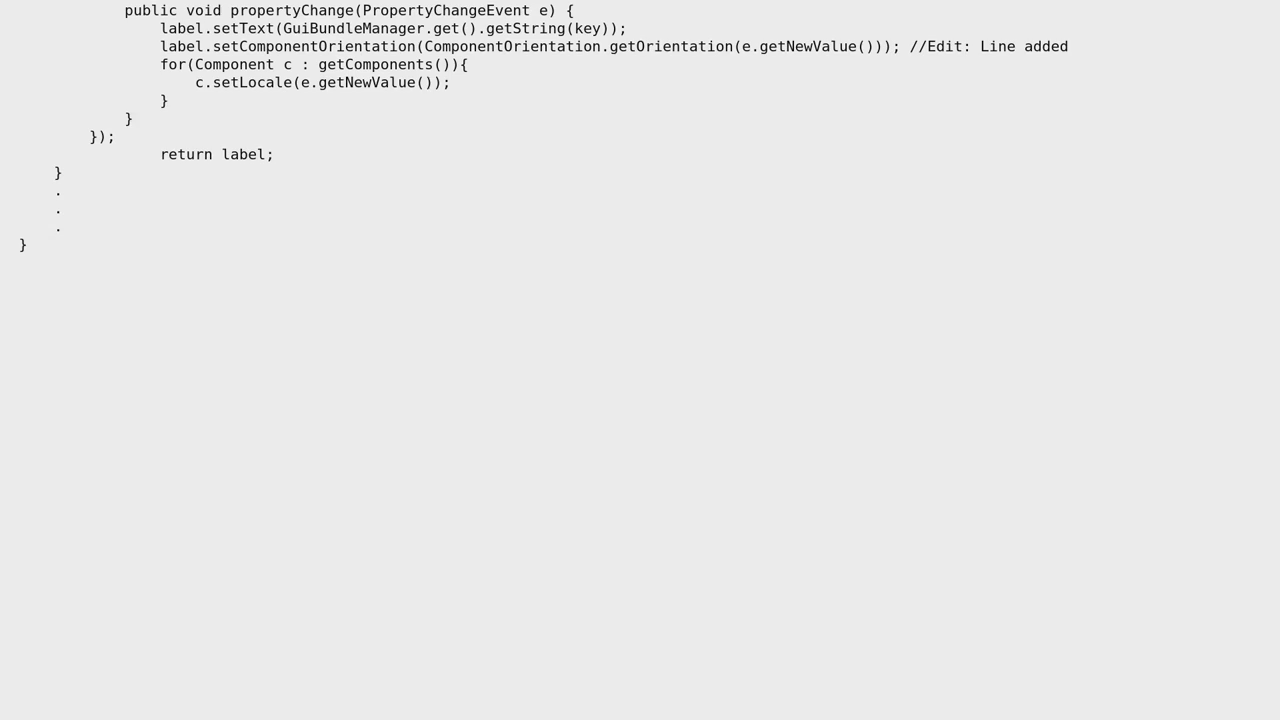 public void propertyChange(PropertyChangeEvent e) {
label.setText(GuiBundleManager.get().getString(key));
label.setComponentOrientation(ComponentOrientation.getOrientation(e.getNewValue())); //Edit: Line added
for(Component c : getComponents()){
c.setLocale(e.getNewValue());
}
}
});
return label;
}
.
.
.
}